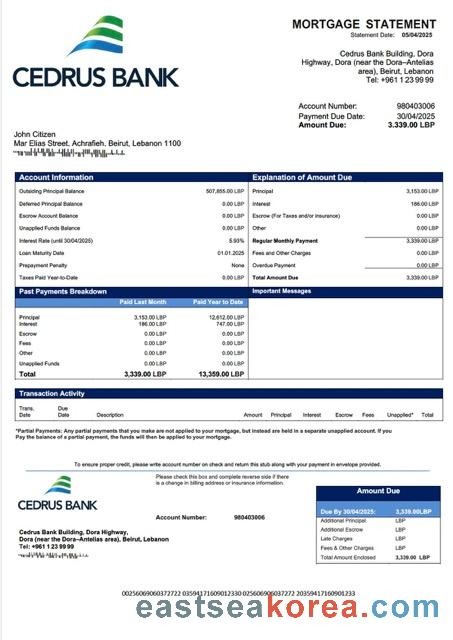 CEDRUS BANK
MORTGAGE STATEMENT
Statement Date: 05/04/2025
Cedrus Bank Building, Dora
Highway, Dora (near the Dora–Antelias
area), Beirut, Lebanon
Tel: +961 1 23 99 99
Account Number: 980403006
Payment Due Date: 30/04/2025
Amount Due: 3.339.00 LBP
John Citizen
Mar Elias Street, Achrafieh, Beirut, Lebanon 1100
Account Information
Outsiding Principal Balance 507,855.00 LBP
Deferred Principal Balance 0.00 LBP
Escrow Account Balance 0.00 LBP
Unapplied Funds Balance 0.00 LBP
Interest Rate (until 30/04/2025) 5.93%
Loan Maturity Date 01.01.2025
Prepayment Penalty None
Taxes Paid Year-to-Date 0.00 LBP
Explanation of Amount Due
Principal 3,153.00 LBP
Interest 186.00 LBP
Escrow (For Taxes and/or insurance) 0.00 LBP
Other 0.00 LBP
Regular Monthly Payment 3,339.00 LBP
Fees and Other Charges 0.00 LBP
Overdue Payment 0.00 LBP
Total Amount Due 3,339.00 LBP
Past Payments Breakdown
Paid Last Month Paid Year to Date
Principal 3,153.00 LBP 12,612.00 LBP
Interest 186.00 LBP 747.00 LBP
Escrow 0.00 LBP 0.00 LBP
Fees 0.00 LBP 0.00 LBP
Other 0.00 LBP 0.00 LBP
Unapplied Funds 0.00 LBP 0.00 LBP
Total 3,339.00 LBP 13,359.00 LBP
Important Messages
Transaction Activity
Trans. Date Due Date Description Amount Principal Interest Escrow Fees Unapplied* Total
*Partial Payments: Any partial payments that you make are not applied to your mortgage, but instead are held in a separate unapplied account. If you
Pay the balance of a partial payment, the funds will then be applied to your mortgage.
To ensure proper credit, please write account number on check and return this stub along with your payment in envelope provided.
CEDRUS BANK
Please check this box and complete reverse side if there
is a change in billing address or insurance information.
Account Number: 980403006
Cedrus Bank Building, Dora Highway,
Dora (near the Dora–Antelias area), Beirut, Lebanon
Tel: +961 1 23 99 99
Amount Due
Due By 30/04/2025: 3,339.00LBP
Additional Principal LBP
Additional Escrow LBP
Late Charges LBP
Fees & Other Charges LBP
Total Amount Enclosed 3,339.00 LBP
0025606906037272 03594171609012330 0256069060372722 20359417160901233
eastseakorea.com